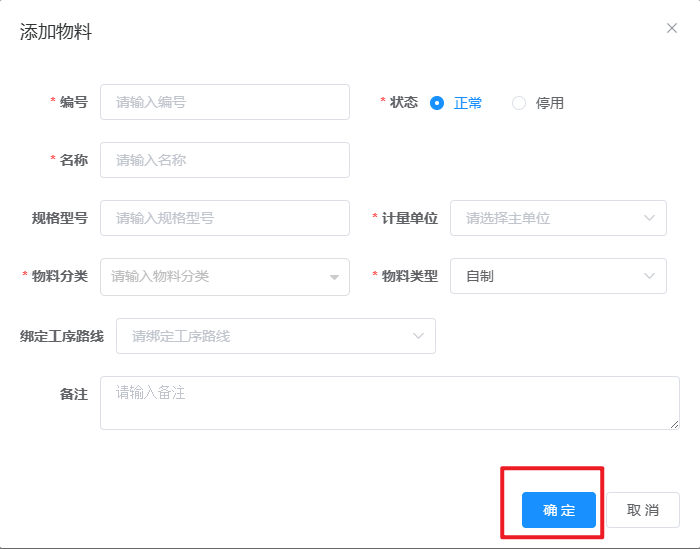 添加物料
* 编号 请输入编号 * 状态 正常 停用
* 名称 请输入名称
规格型号 请输入规格型号 * 计量单位 请选择主单位
* 物料分类 请输入物料分类 * 物料类型 自制
绑定工序路线 请绑定工序路线
备注 请输入备注
确 定 取 消